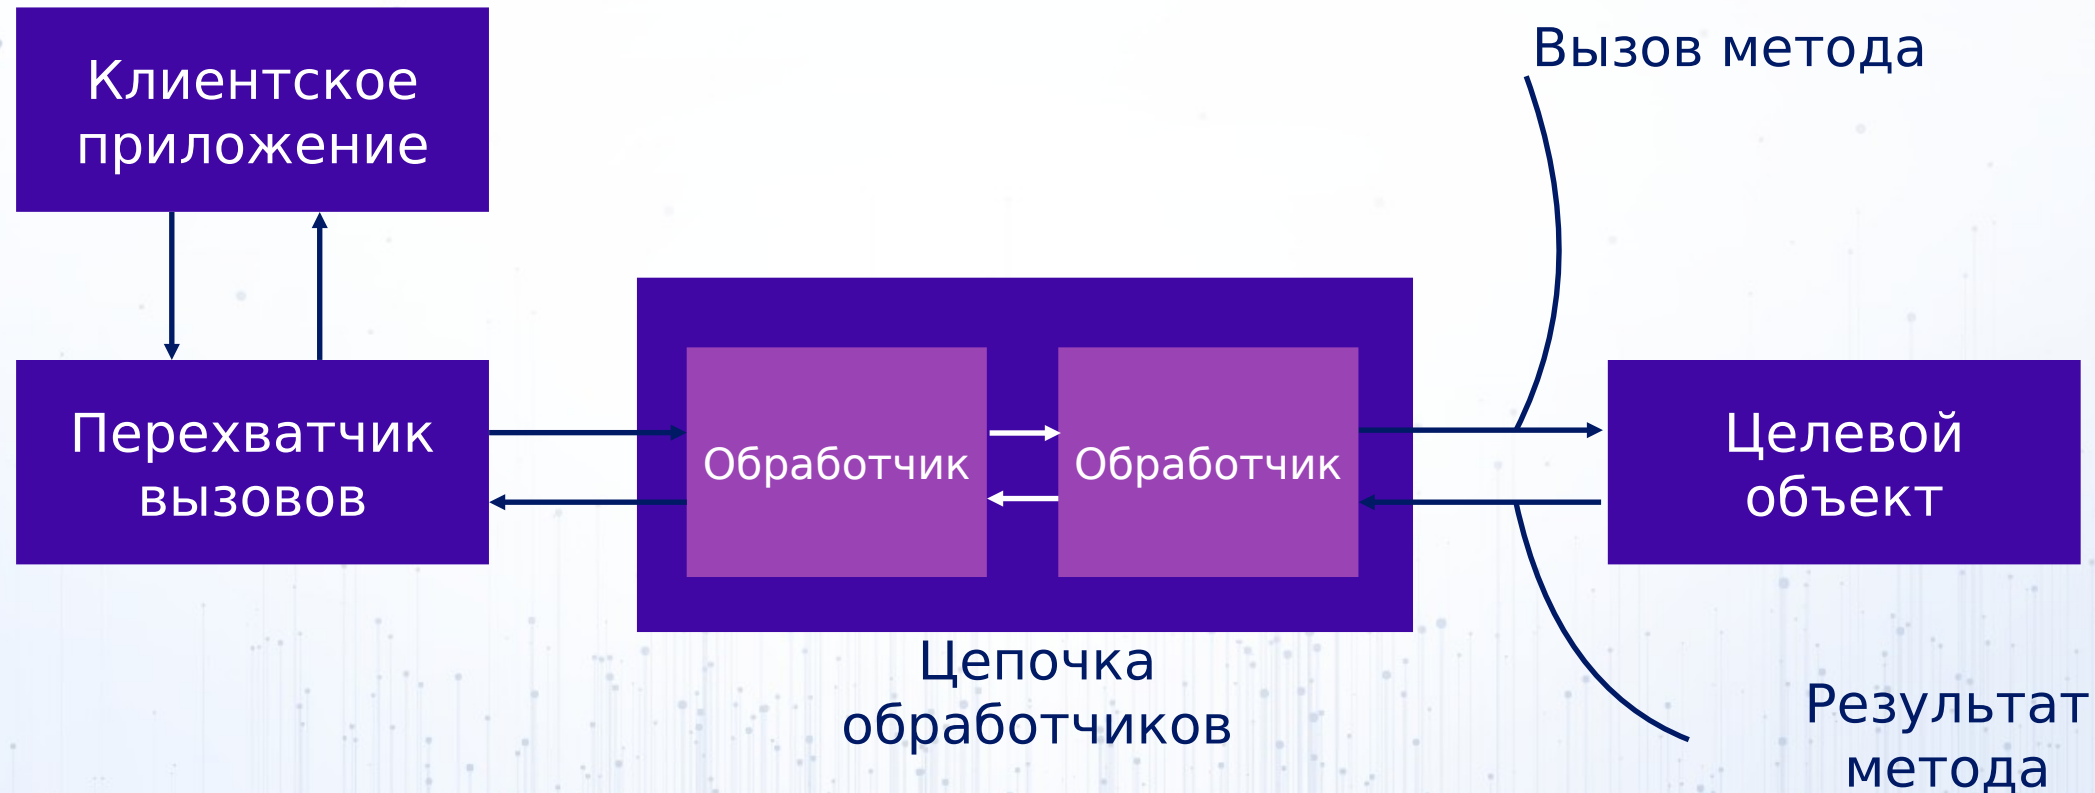 Клиентское
приложение
Вызов метода
Перехватчик
вызовов
Обработчик
Обработчик
Целевой
объект
Цепочка
обработчиков
Результат
метода